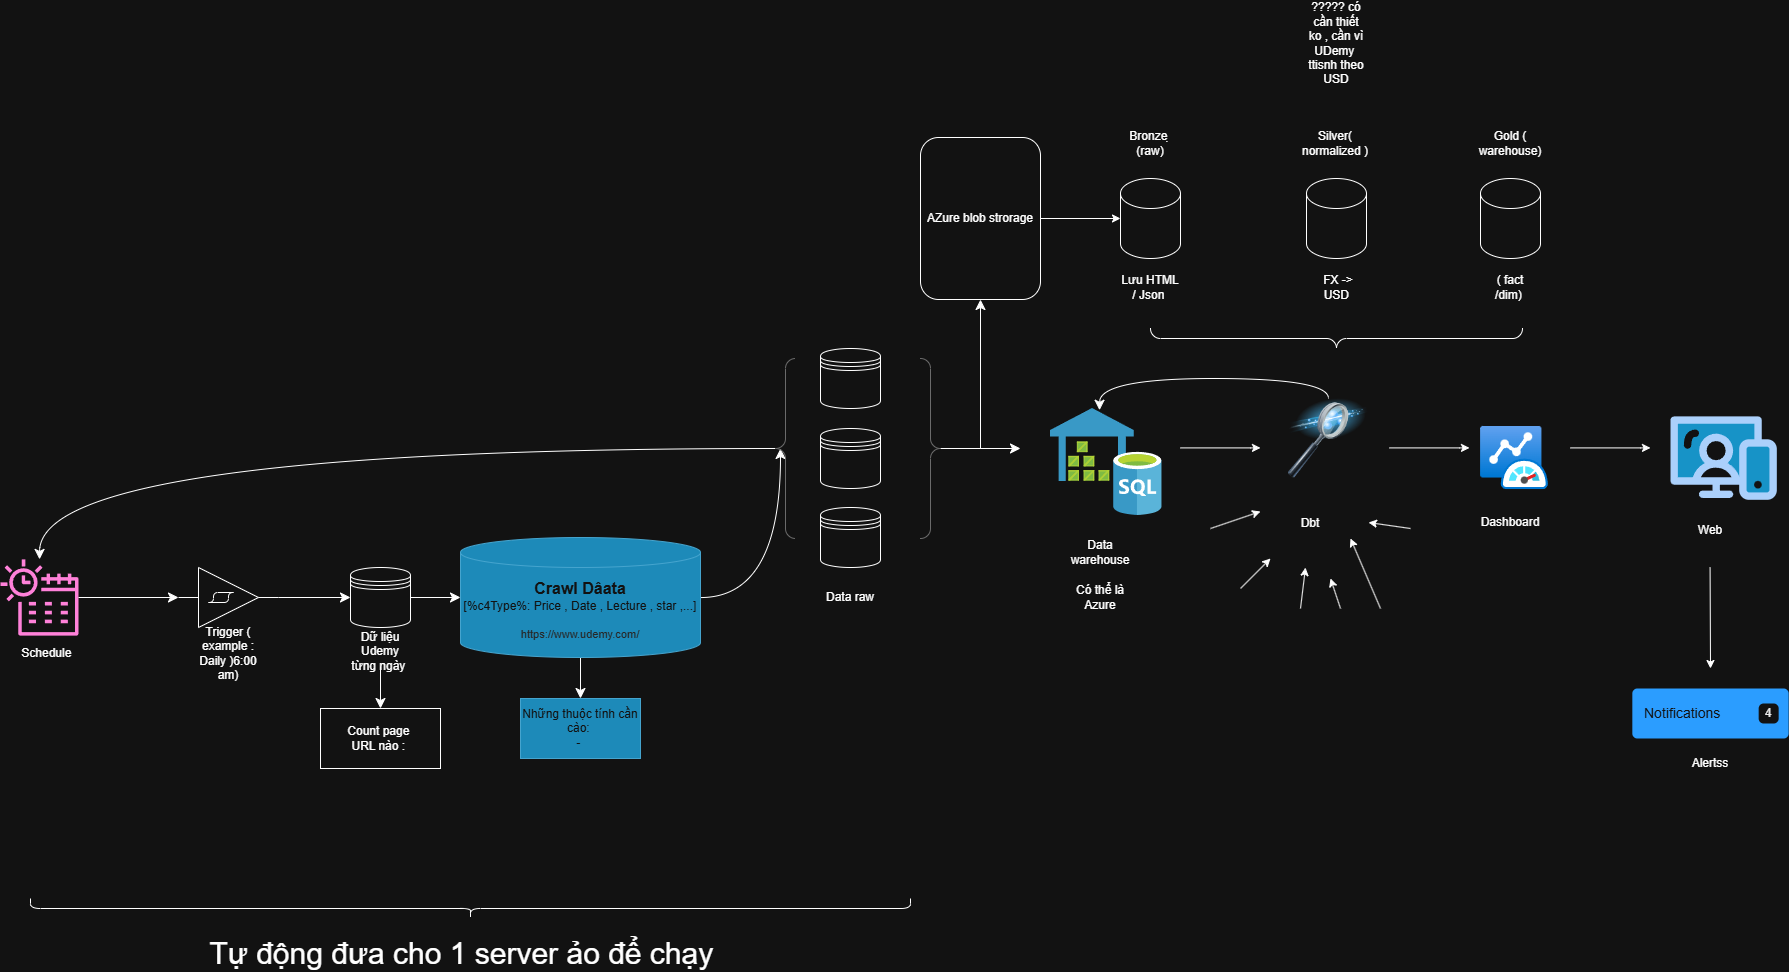 ????? có
cần thiết
ko , cần vì
UDemy
ttisnh theo
USD
Bronzẹ
(raw)
Silver(
normalized )
Gold (
warehouse)
AZure blob strorage
Lưu HTML
/ Json
FX ->
USD
( fact
/dim)
SQL
Data
warehouse
Có thể là
Azure
Dbt
Dashboard
Web
Data raw
Crawl Dâata
[%c4Type%: Price , Date , Lecture , star ,...]
https://www.udemy.com/
Schedule
Trigger (
example :
Daily )6:00
am)
Dữ liệu
Udemy
từng ngày
Count page
URL nào :
Những thuộc tính cần
cào:
-
Notifications
4
Alertss
Tự động đưa cho 1 server ảo để chạy